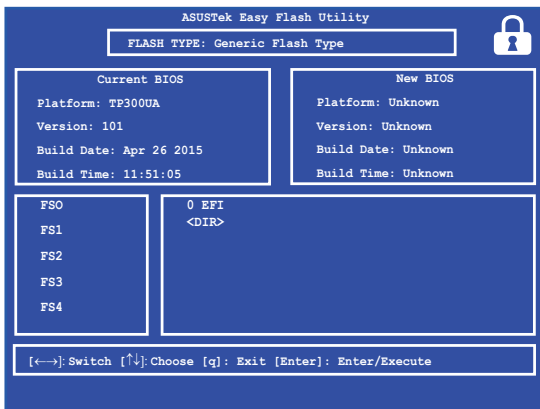 ASUSTek Easy Flash Utility
FLASH TYPE: Generic Flash Type
Current BIOS
Platform: TP300UA
Version: 101
Build Date: Apr 26 2015
Build Time: 11:51:05
New BIOS
Platform: Unknown
Version: Unknown
Build Date: Unknown
Build Time: Unknown
FSO
FS1
FS2
FS3
FS4
0 EFI
<DIR>
[←→]: Switch [↑↓]: Choose [q]: Exit [Enter]: Enter/Execute